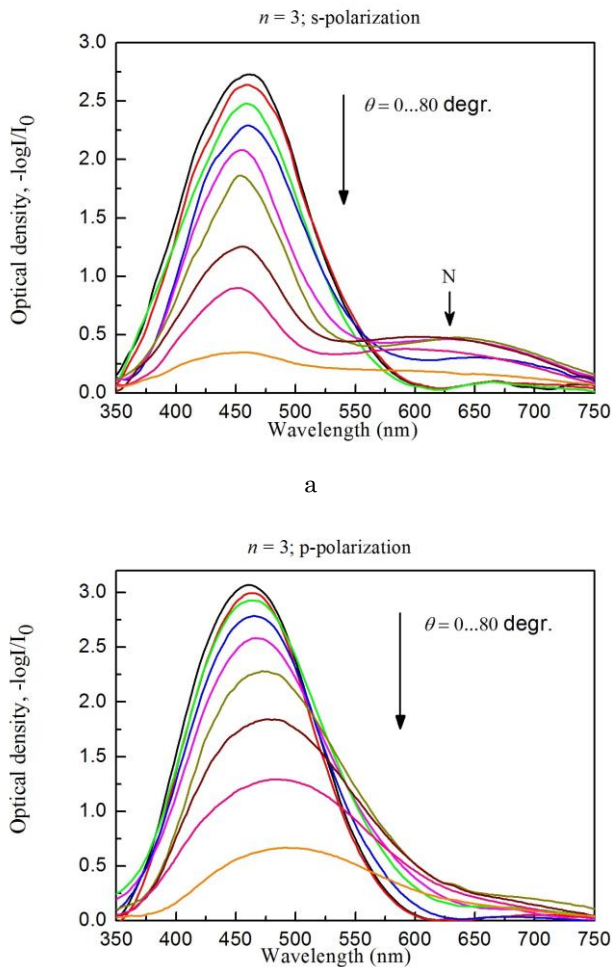 n = 3; s-polarization
3.0
2.5
2.0
1.5
1.0
0.5
0.0
Optical density, -logI/I0
θ = 0...80 degr.
N
350 400 450 500 550 600 650 700 750
Wavelength (nm)
a
n = 3; p-polarization
3.0
2.5
2.0
1.5
1.0
0.5
0.0
Optical density, -logI/I0
θ = 0...80 degr.
350 400 450 500 550 600 650 700 750
Wavelength (nm)